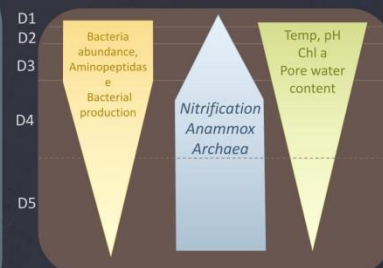 D1
D2
D3
D4
D5
Bacteria
abundance,
Aminopeptidas
e
Bacterial
production
Nitrification
Anammox
Archaea
Temp, pH
Chl a
Pore water
content